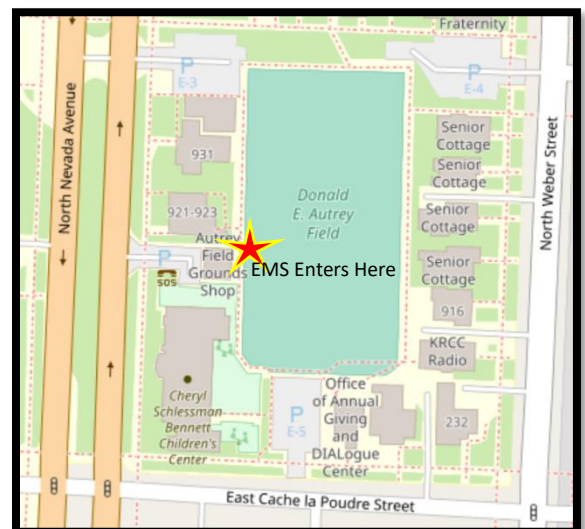 Fraternity
P
E-3
P
E-4
North Nevada Avenue
North Weber Street
931
Senior
Cottage
Senior
Cottage
Donald
E. Autrey
Field
921-923
Senior
Cottage
Autrey
Field
Grounds
Shop
P
SOS
EMS Enters Here
Senior
Cottage
916
KRCC
Radio
Cheryl
Schlessman
Bennett
Children's
Center
P
E-5
Office
of Annual
Giving
and
DIALogue
Center
232
East Cache la Poudre Street